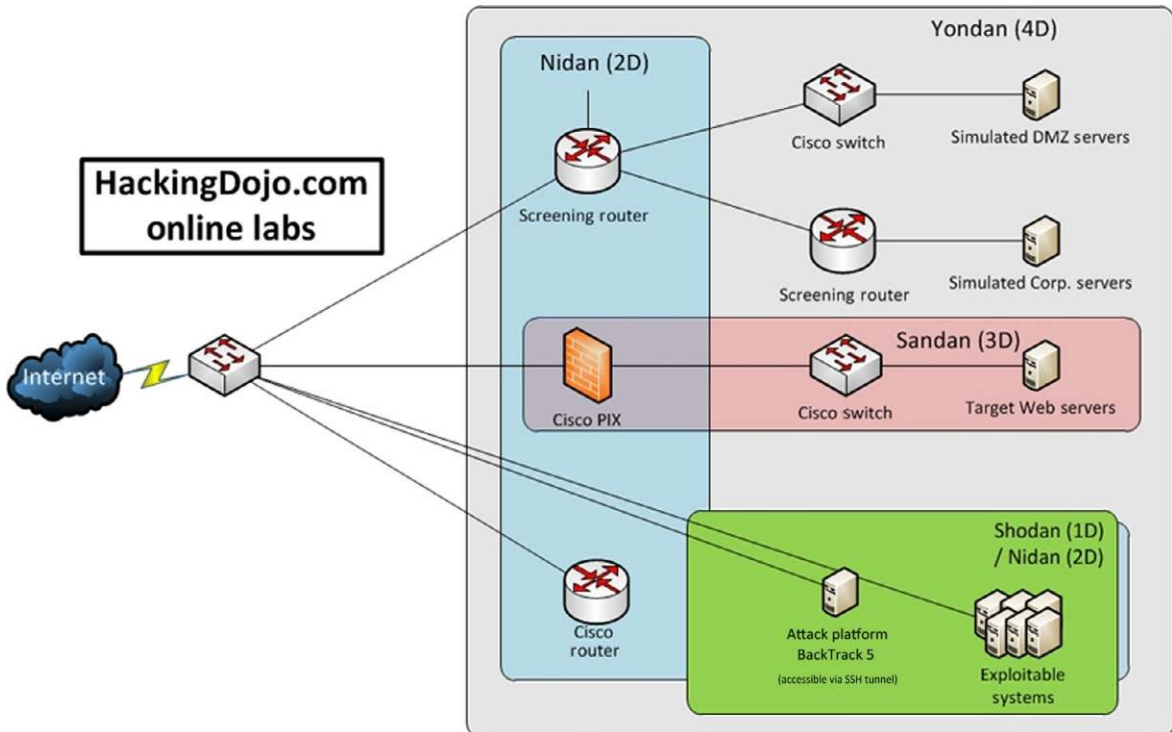 Yondan (4D)
Nidan (2D)
Cisco switch
Simulated DMZ servers
HackingDojo.com
online labs
Screening router
Screening router
Simulated Corp. servers
Internet
Sandan (3D)
Cisco PIX
Cisco switch
Target Web servers
Shodan (1D)
/ Nidan (2D)
Cisco
router
Attack platform
BackTrack 5
(accessible via SSH tunnel)
Exploitable
systems